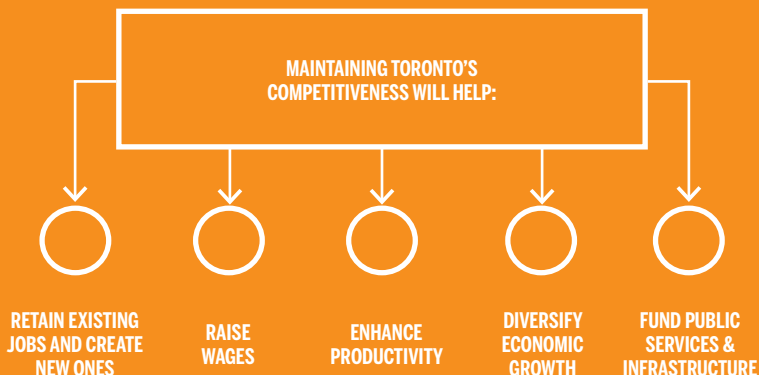 MAINTAINING TORONTO'S
COMPETITIVENESS WILL HELP:
RETAIN EXISTING
JOBS AND CREATE
NEW ONES
RAISE
WAGES
ENHANCE
PRODUCTIVITY
DIVERSIFY
ECONOMIC
GROWTH
FUND PUBLIC
SERVICES &
INFRASTRUCTURE